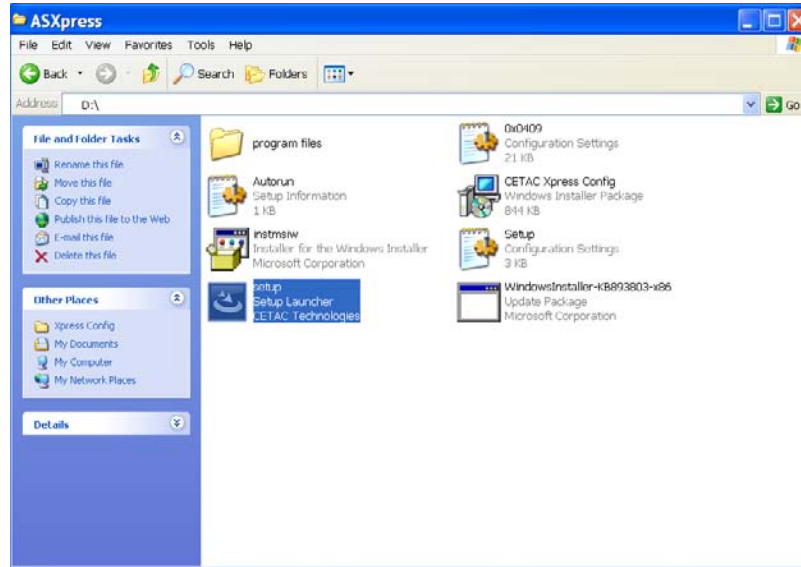 ASXpress
File Edit View Favorites Tools Help
Back Search Folders
Address D:\ Go
File and Folder Tasks
Rename this file
Move this file
Copy this file
Publish this file to the Web
E-mail this file
Delete this file
Other Places
Xpress Config
My Documents
My Computer
My Network Places
Details
program files
0x0409
Configuration Settings
21 KB
Autorun
Setup Information
1 KB
CETAC Xpress Config
Windows Installer Package
844 KB
instmsiw
Installer for the Windows Installer
Microsoft Corporation
Setup
Configuration Settings
3 KB
setup
Setup Launcher
CETAC Technologies
WindowsInstaller-KB893803-x86
Update Package
Microsoft Corporation